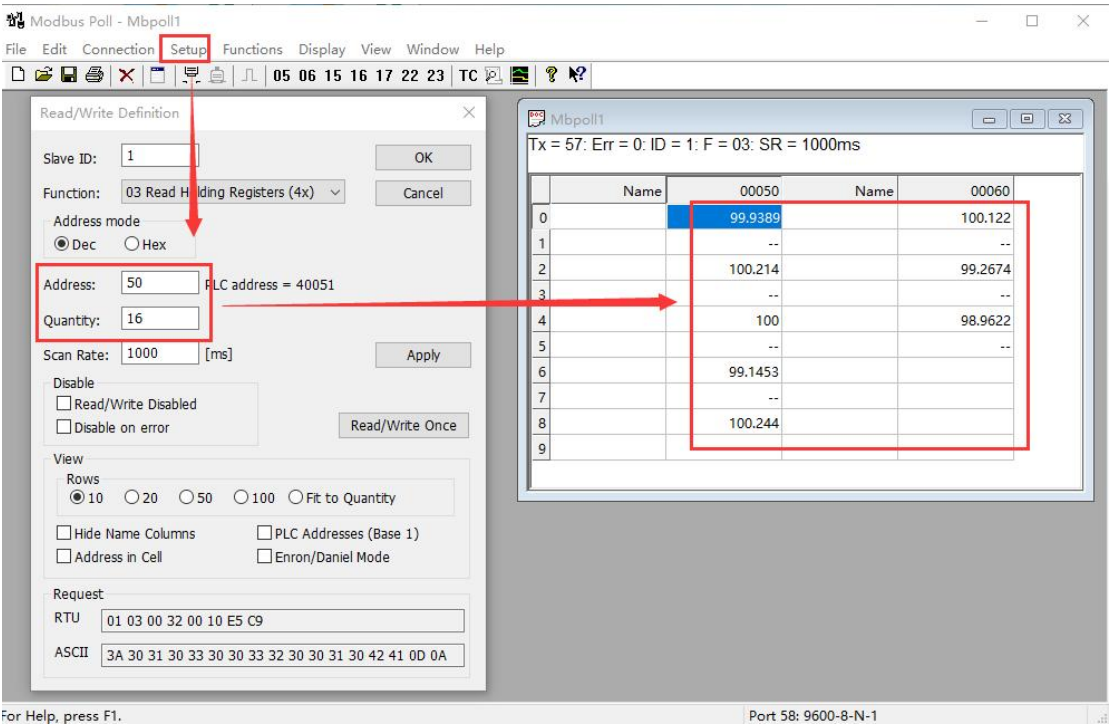 Modbus Poll - Mbpoll1
File Edit Connection Setup Functions Display View Window Help
05 06 15 16 17 22 23 TC
Read/Write Definition
Slave ID: 1
OK
Function: 03 Read Holding Registers (4x)
Cancel
Address mode
Dec Hex
Address: 50 PLC address = 40051
Quantity: 16
Scan Rate: 1000 [ms]
Apply
Disable
Read/Write Disabled
Disable on error
Read/Write Once
View
Rows
10 20 50 100 Fit to Quantity
Hide Name Columns PLC Addresses (Base 1)
Address in Cell Enron/Daniel Mode
Request
RTU 01 03 00 32 00 10 E5 C9
ASCII 3A 30 31 30 33 30 30 33 32 30 30 31 30 42 41 0D 0A
Mbpoll1
Tx = 57: Err = 0: ID = 1: F = 03: SR = 1000ms
Name 00050 Name 00060
0 99.9389 100.122
1 -- --
2 100.214 99.2674
3 -- --
4 100 98.9622
5 -- --
6 99.1453
7 --
8 100.244
9
For Help, press F1.
Port 58: 9600-8-N-1